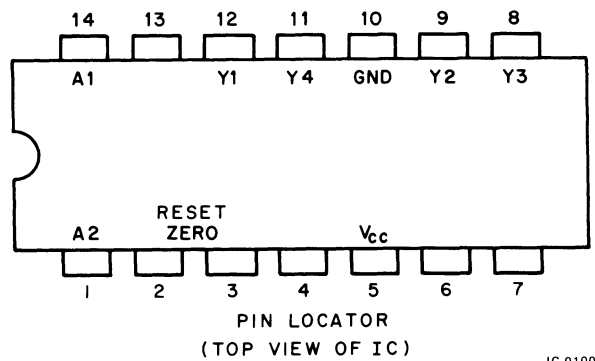 14 13 12 11 10 9 8
A1 Y1 Y4 GND Y2 Y3
RESET
A2 ZERO Vcc
1 2 3 4 5 6 7
PIN LOCATOR
(TOP VIEW OF IC)